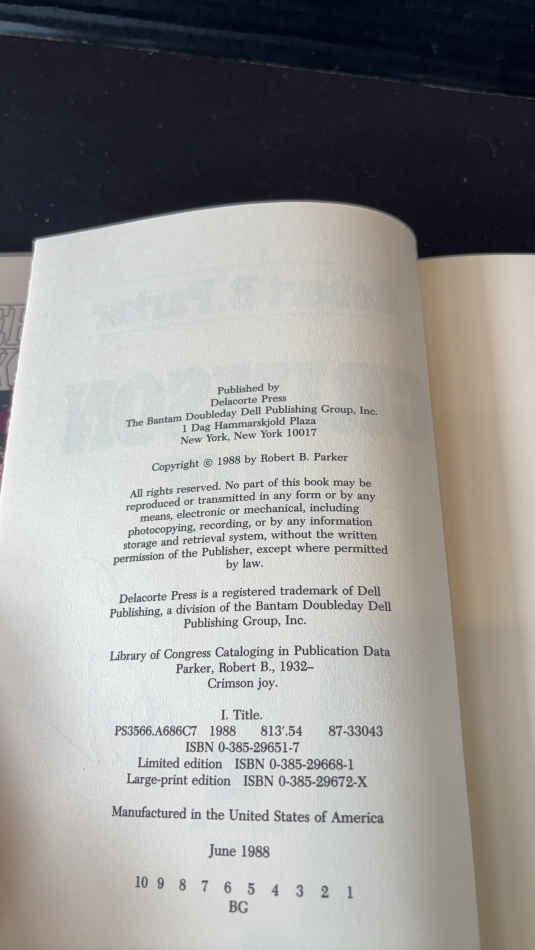 Published by
Delacorte Press
The Bantam Doubleday Dell Publishing Group, Inc.
1 Dag Hammarskjold Plaza
New York, New York 10017
Copyright © 1988 by Robert B. Parker
All rights reserved. No part of this book may be
reproduced or transmitted in any form or by any
means, electronic or mechanical, including
photocopying, recording, or by any information
storage and retrieval system, without the written
permission of the Publisher, except where permitted
by law.
Delacorte Press is a registered trademark of Dell
Publishing, a division of the Bantam Doubleday Dell
Publishing Group, Inc.
Library of Congress Cataloging in Publication Data
Parker, Robert B., 1932–
Crimson joy.
I. Title.
PS3566.A686C7 1988 813′.54 87-33043
ISBN 0-385-29651-7
Limited edition ISBN 0-385-29668-1
Large-print edition ISBN 0-385-29672-X
Manufactured in the United States of America
June 1988
10 9 8 7 6 5 4 3 2 1
BG